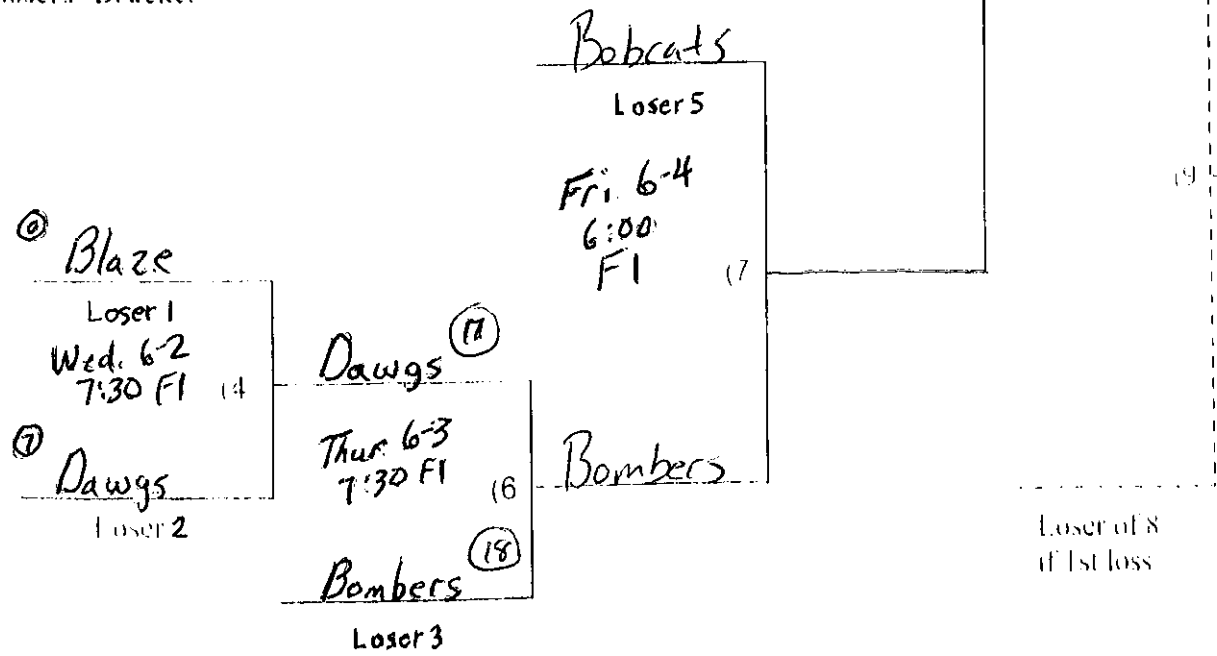 Bobcats
Loser 5
Fri. 6-4
6:00
F1
(7
(9
0
Blaze
Loser 1
Wed. 6-2
7:30 F1
(4
7
Dawgs
Loser 2
Dawgs 17
Thur. 6-3
7:30 F1
(6
Bombers 18
Loser 3
Bombers
Loser of 8
if 1st loss